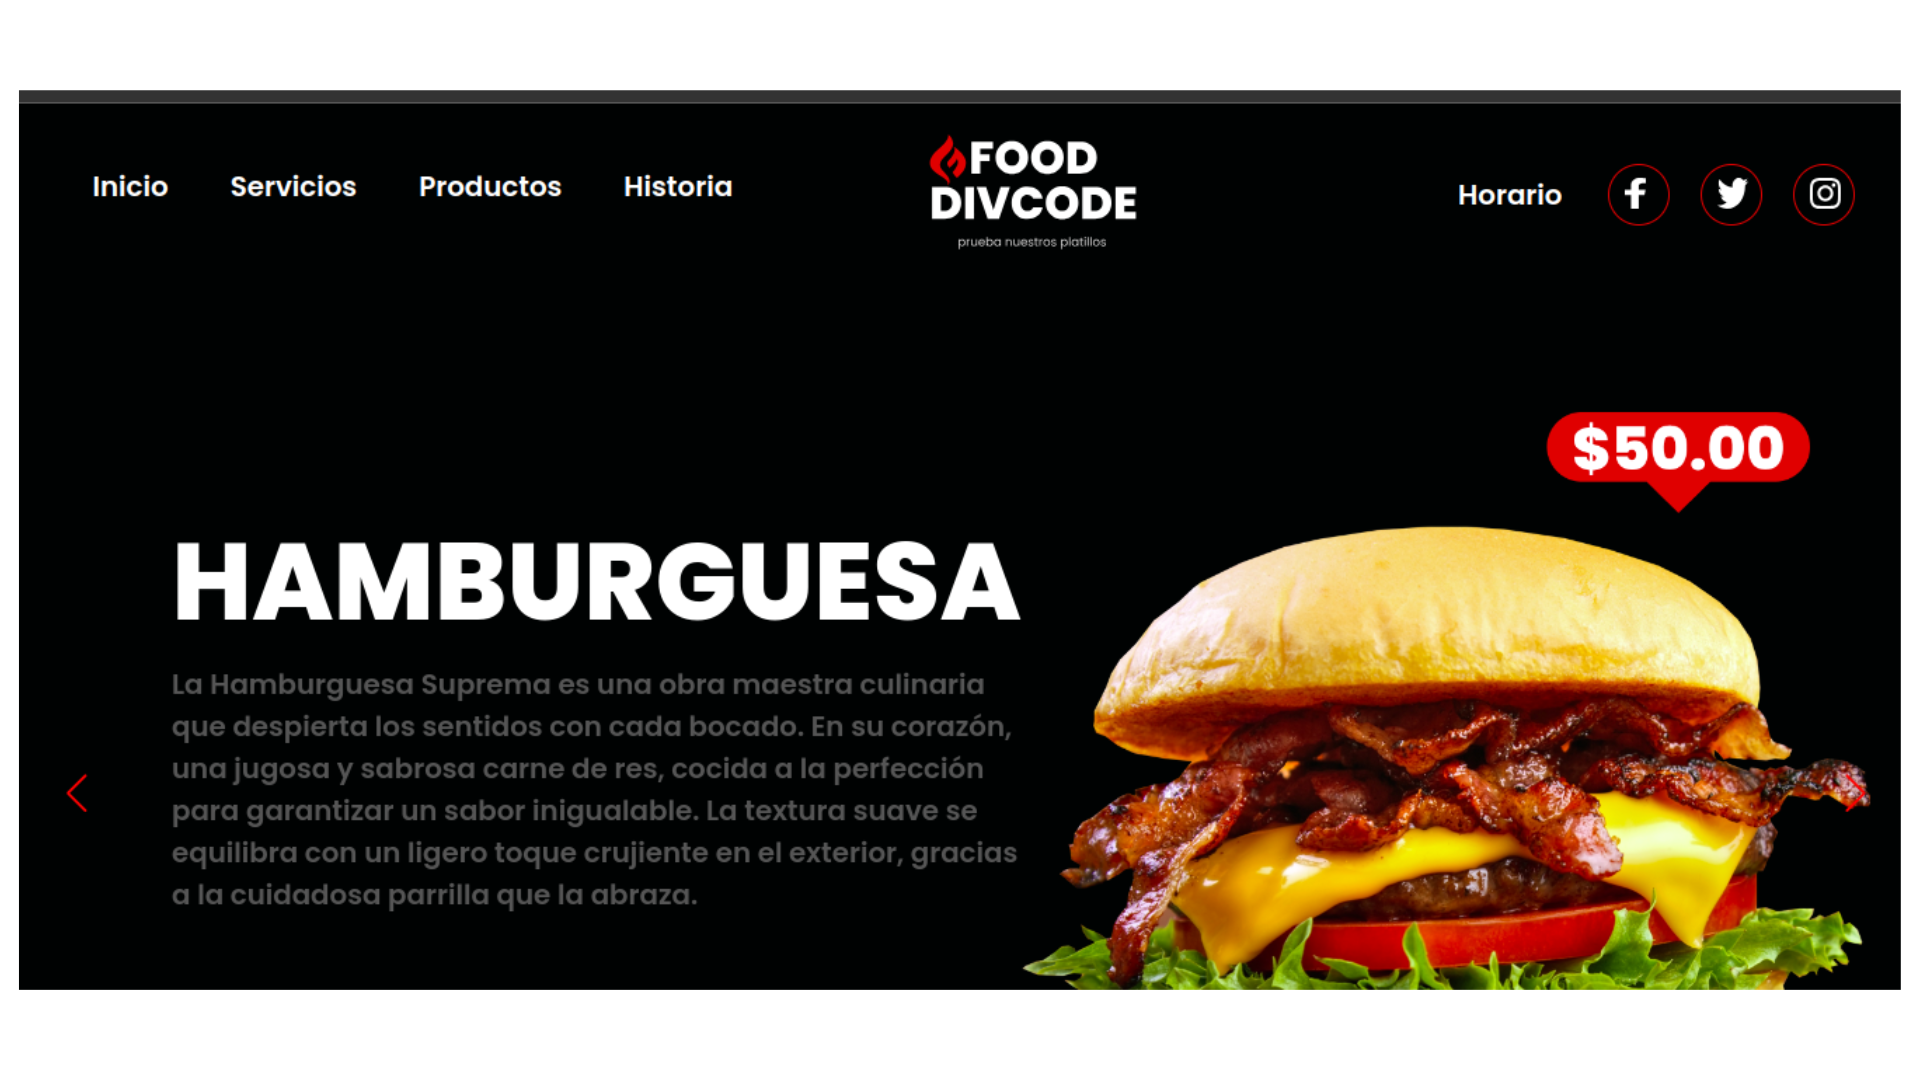 Inicio Servicios Productos Historia
FOOD
DIVCODE
prueba nuestros platillos
Horario
$50.00
HAMBURGUESA
La Hamburguesa Suprema es una obra maestra culinaria
que despierta los sentidos con cada bocado. En su corazón,
una jugosa y sabrosa carne de res, cocida a la perfección
para garantizar un sabor inigualable. La textura suave se
equilibra con un ligero toque crujiente en el exterior, gracias
a la cuidadosa parrilla que la abraza.